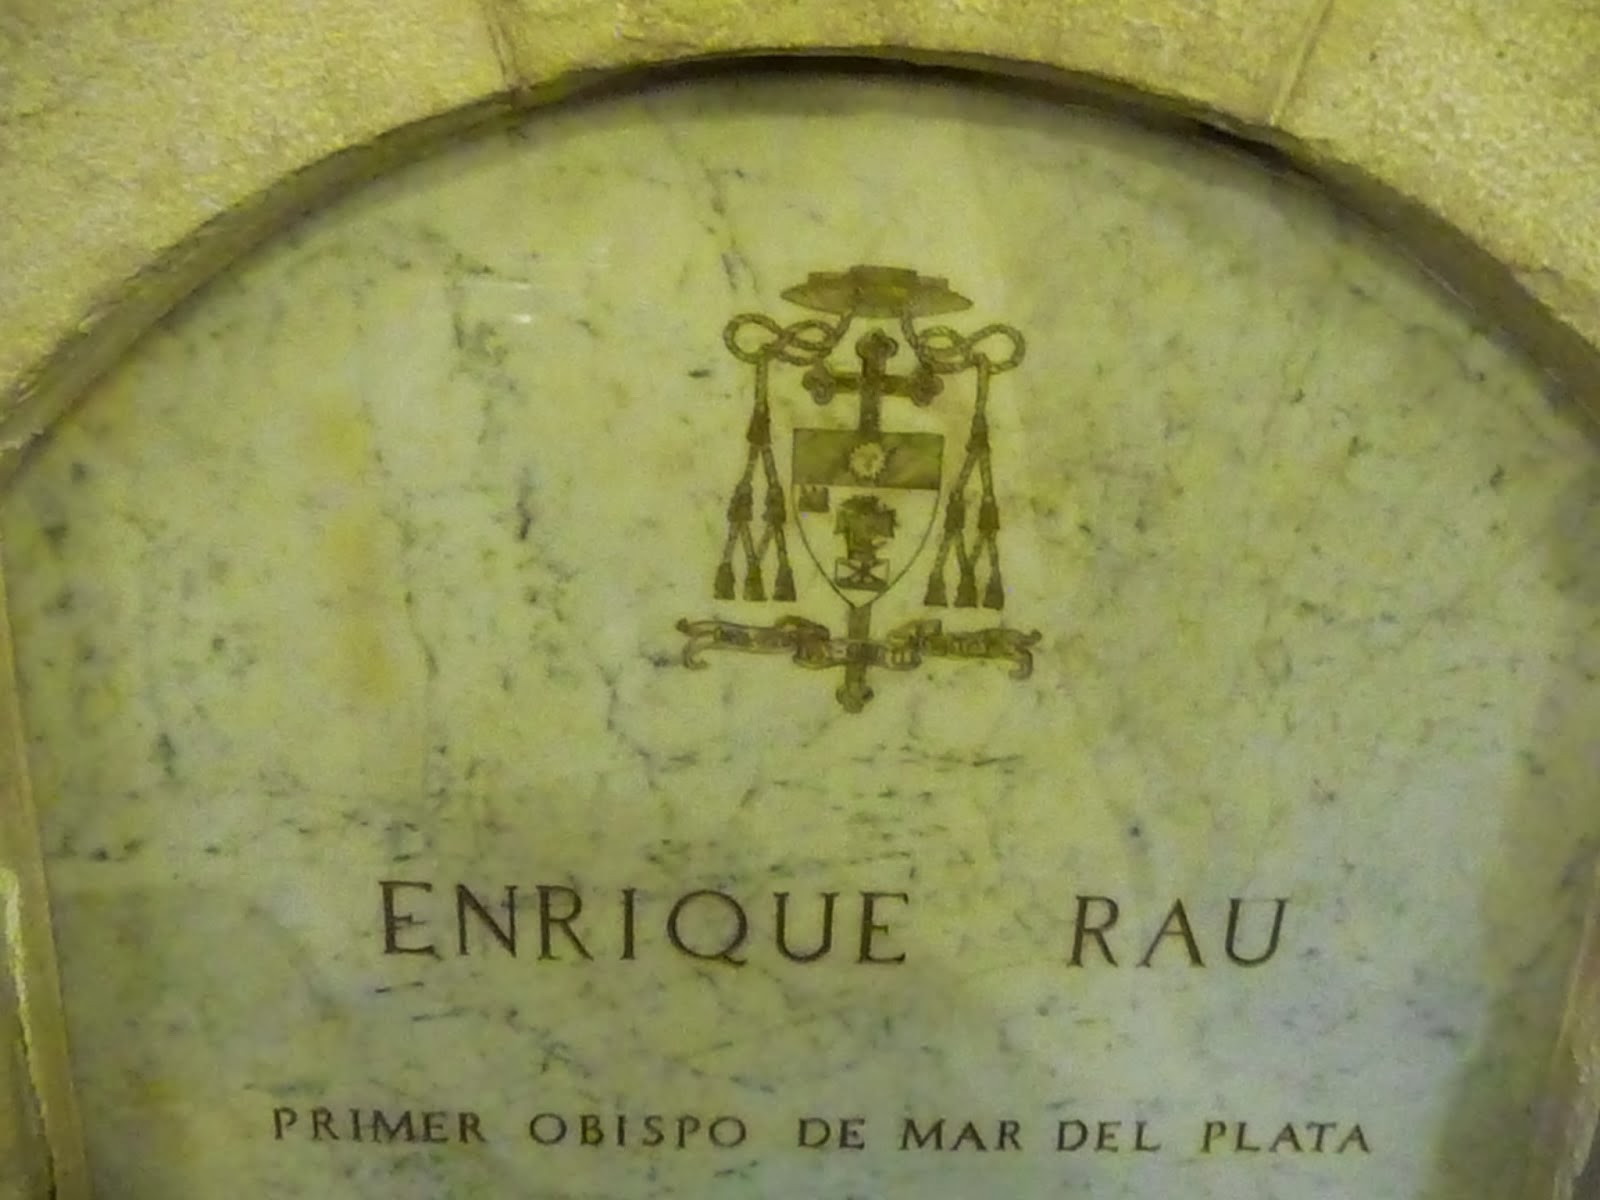 ENRIQUE RAU
PRIMER OBISPO DE MAR DEL PLATA